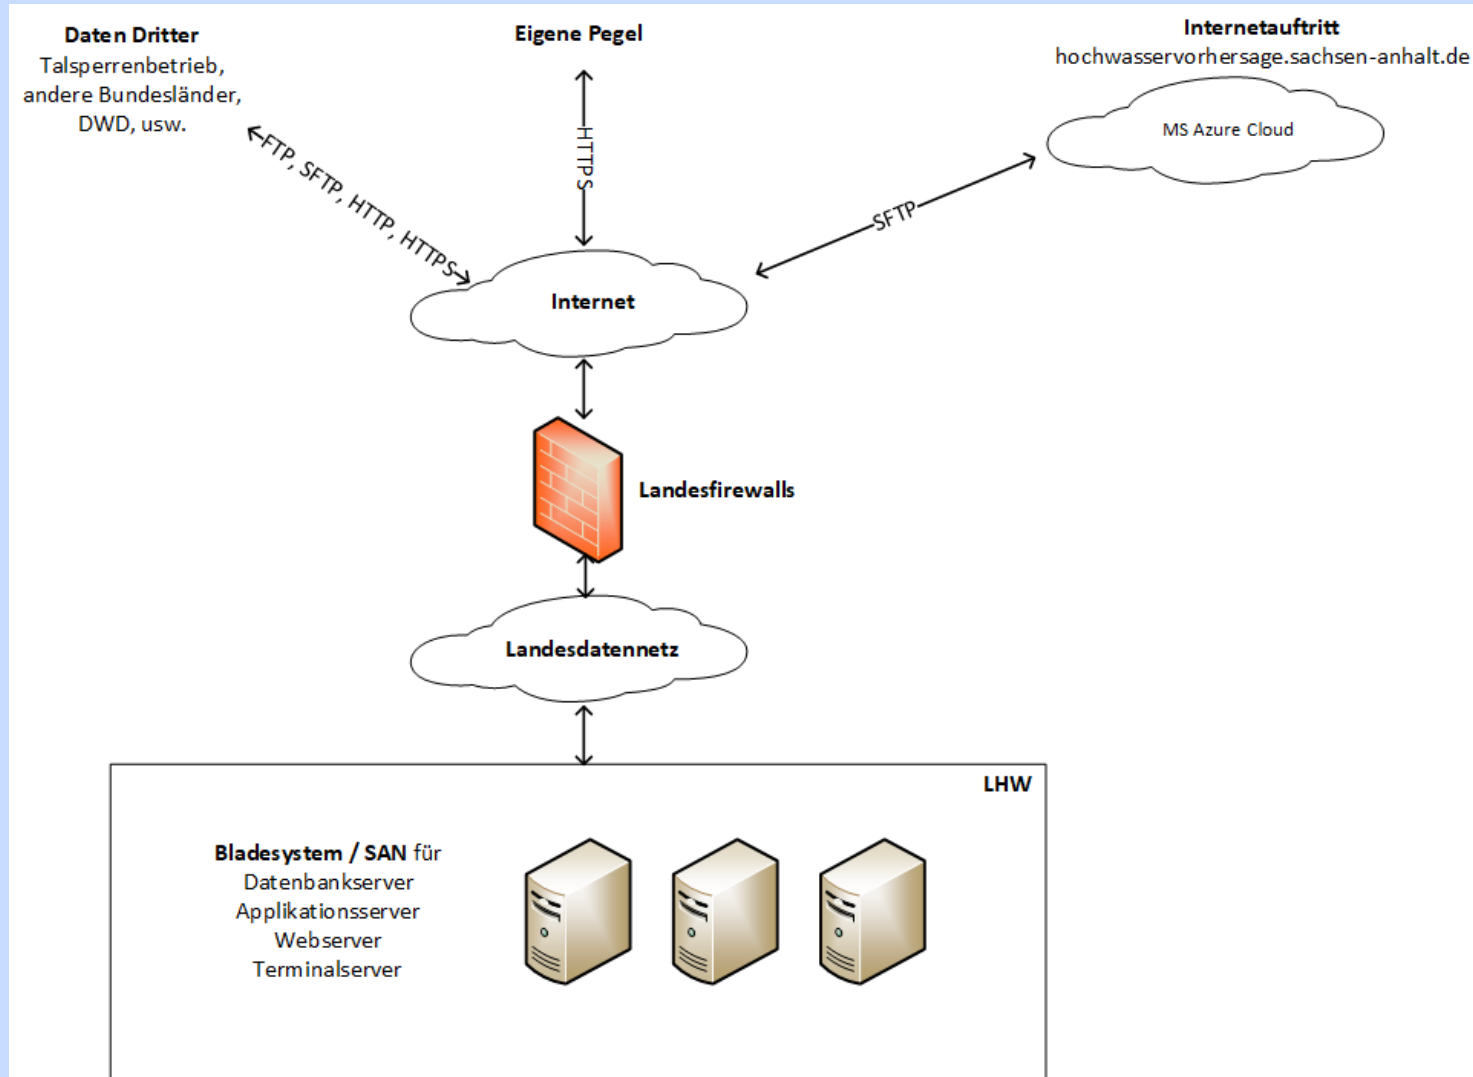 Daten Dritter
Talsperrenbetrieb,
andere Bundesländer,
DWD, usw.
Eigene Pegel
Internetauftritt
hochwasservorhersage.sachsen-anhalt.de
MS Azure Cloud
FTP, SFTP, HTTP, HTTPS
HTTPS
SFTP
Internet
Landesfirewalls
Landesdatennetz
LHW
Bladesystem / SAN für
Datenbankserver
Applikationsserver
Webserver
Terminalserver